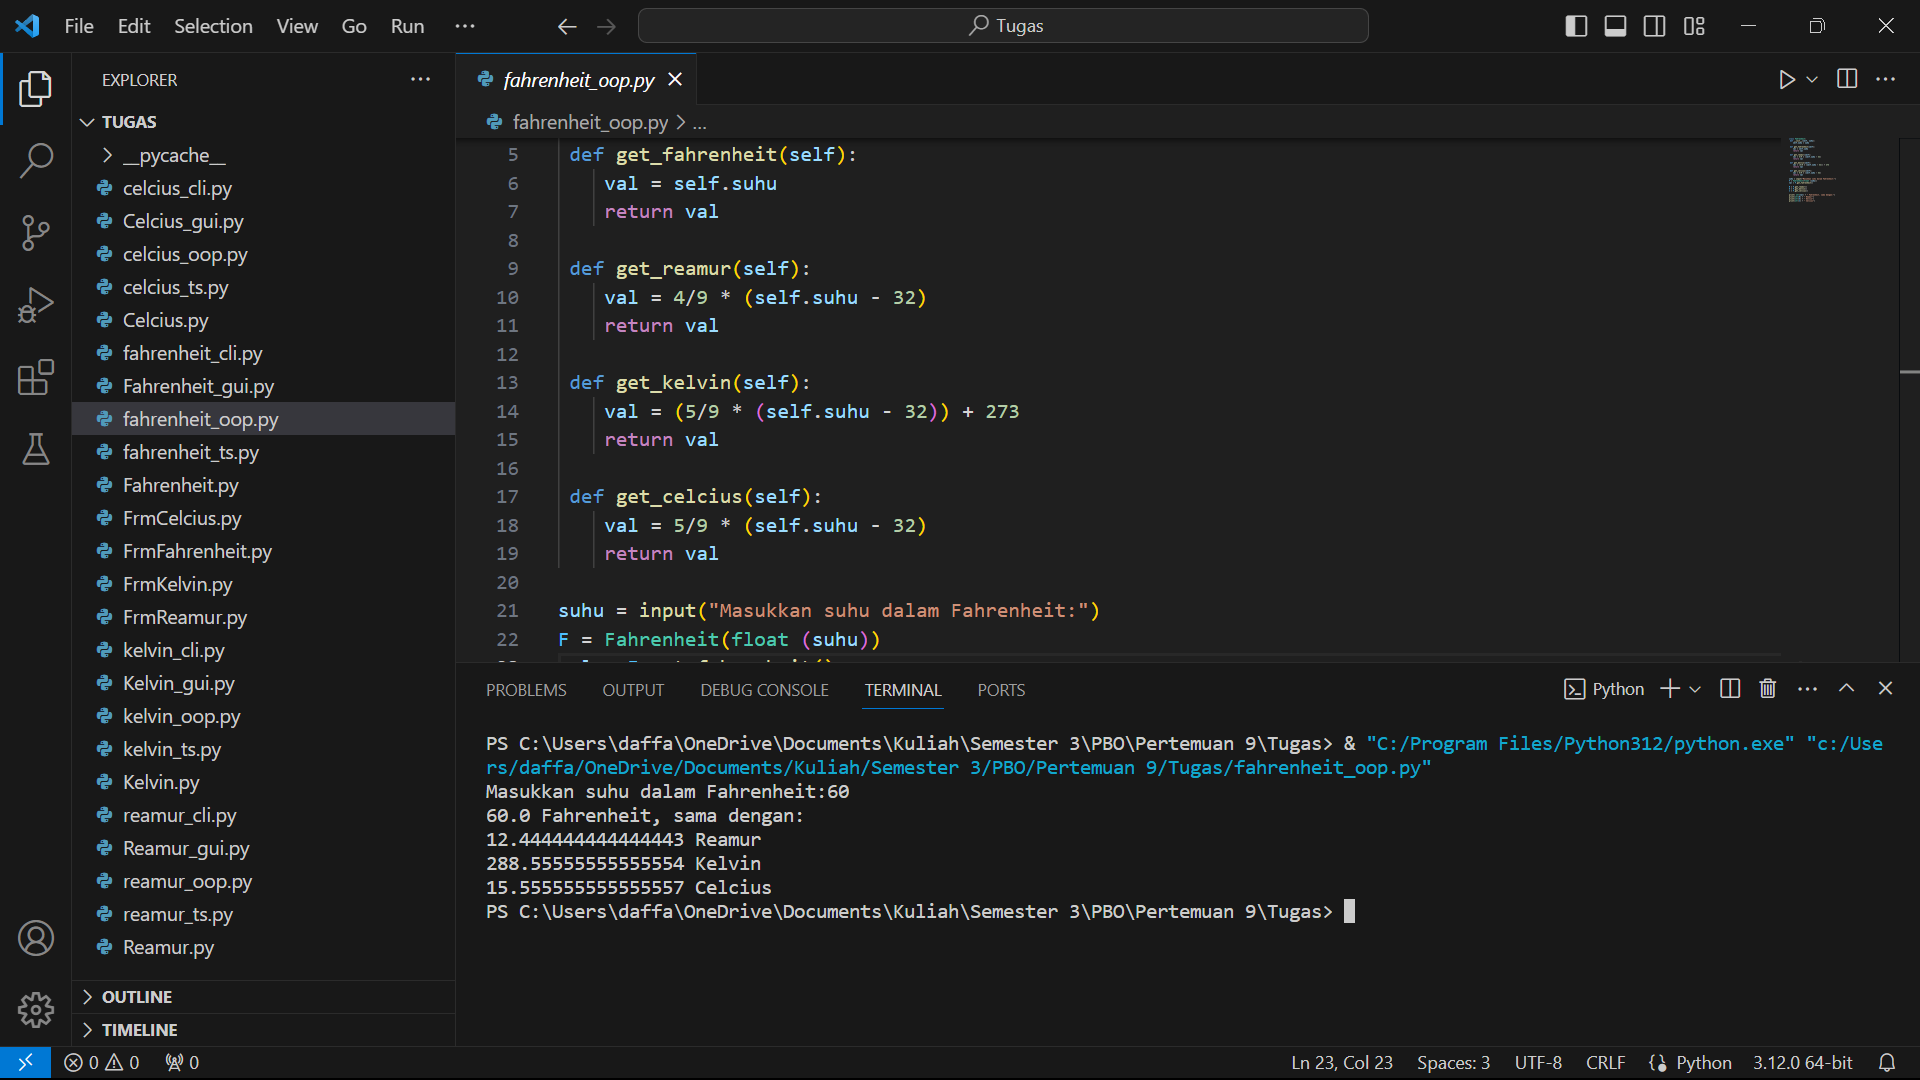 File Edit Selection View Go Run ...
Tugas
EXPLORER
TUGAS
__pycache__
celcius_cli.py
Celcius_gui.py
celcius_oop.py
celcius_ts.py
Celcius.py
fahrenheit_cli.py
Fahrenheit_gui.py
fahrenheit_oop.py
fahrenheit_ts.py
Fahrenheit.py
FrmCelcius.py
FrmFahrenheit.py
FrmKelvin.py
FrmReamur.py
kelvin_cli.py
Kelvin_gui.py
kelvin_oop.py
kelvin_ts.py
Kelvin.py
reamur_cli.py
Reamur_gui.py
reamur_oop.py
reamur_ts.py
Reamur.py
OUTLINE
TIMELINE
fahrenheit_oop.py
fahrenheit_oop.py > ...
5 def get_fahrenheit(self):
6 val = self.suhu
7 return val
8
9 def get_reamur(self):
10 val = 4/9 * (self.suhu - 32)
11 return val
12
13 def get_kelvin(self):
14 val = (5/9 * (self.suhu - 32)) + 273
15 return val
16
17 def get_celcius(self):
18 val = 5/9 * (self.suhu - 32)
19 return val
20
21 suhu = input("Masukkan suhu dalam Fahrenheit:")
22 F = Fahrenheit(float (suhu))
PROBLEMS OUTPUT DEBUG CONSOLE TERMINAL PORTS
Python
PS C:\Users\daffa\OneDrive\Documents\Kuliah\Semester 3\PBO\Pertemuan 9\Tugas> & "C:/Program Files/Python312/python.exe" "c:/Use
rs/daffa/OneDrive/Documents/Kuliah/Semester 3/PBO/Pertemuan 9/Tugas/fahrenheit_oop.py"
Masukkan suhu dalam Fahrenheit:60
60.0 Fahrenheit, sama dengan:
12.444444444444443 Reamur
288.55555555555554 Kelvin
15.555555555555557 Celcius
PS C:\Users\daffa\OneDrive\Documents\Kuliah\Semester 3\PBO\Pertemuan 9\Tugas>
0 0 0
Ln 23, Col 23 Spaces: 3 UTF-8 CRLF Python 3.12.0 64-bit